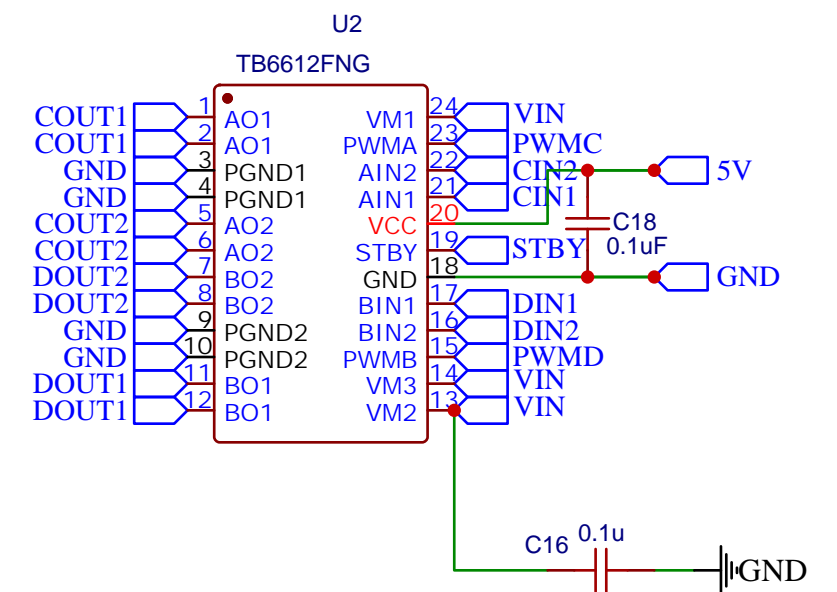 U2
TB6612FNG
COUT1 1 AO1 VM1 24 VIN
COUT1 2 AO1 PWMA 23 PWMC
GND 3 PGND1 AIN2 22 CIN2 5V
GND 4 PGND1 AIN1 21 CIN1
COUT2 5 AO2 VCC 20 C18
COUT2 6 AO2 STBY 19 STBY 0.1uF
DOUT2 7 BO2 GND 18 GND
DOUT2 8 BO2 BIN1 17 DIN1
GND 9 PGND2 BIN2 16 DIN2
GND 10 PGND2 PWMB 15 PWMD
DOUT1 11 BO1 VM3 14 VIN
DOUT1 12 BO1 VM2 13 VIN
C16 0.1u
GND